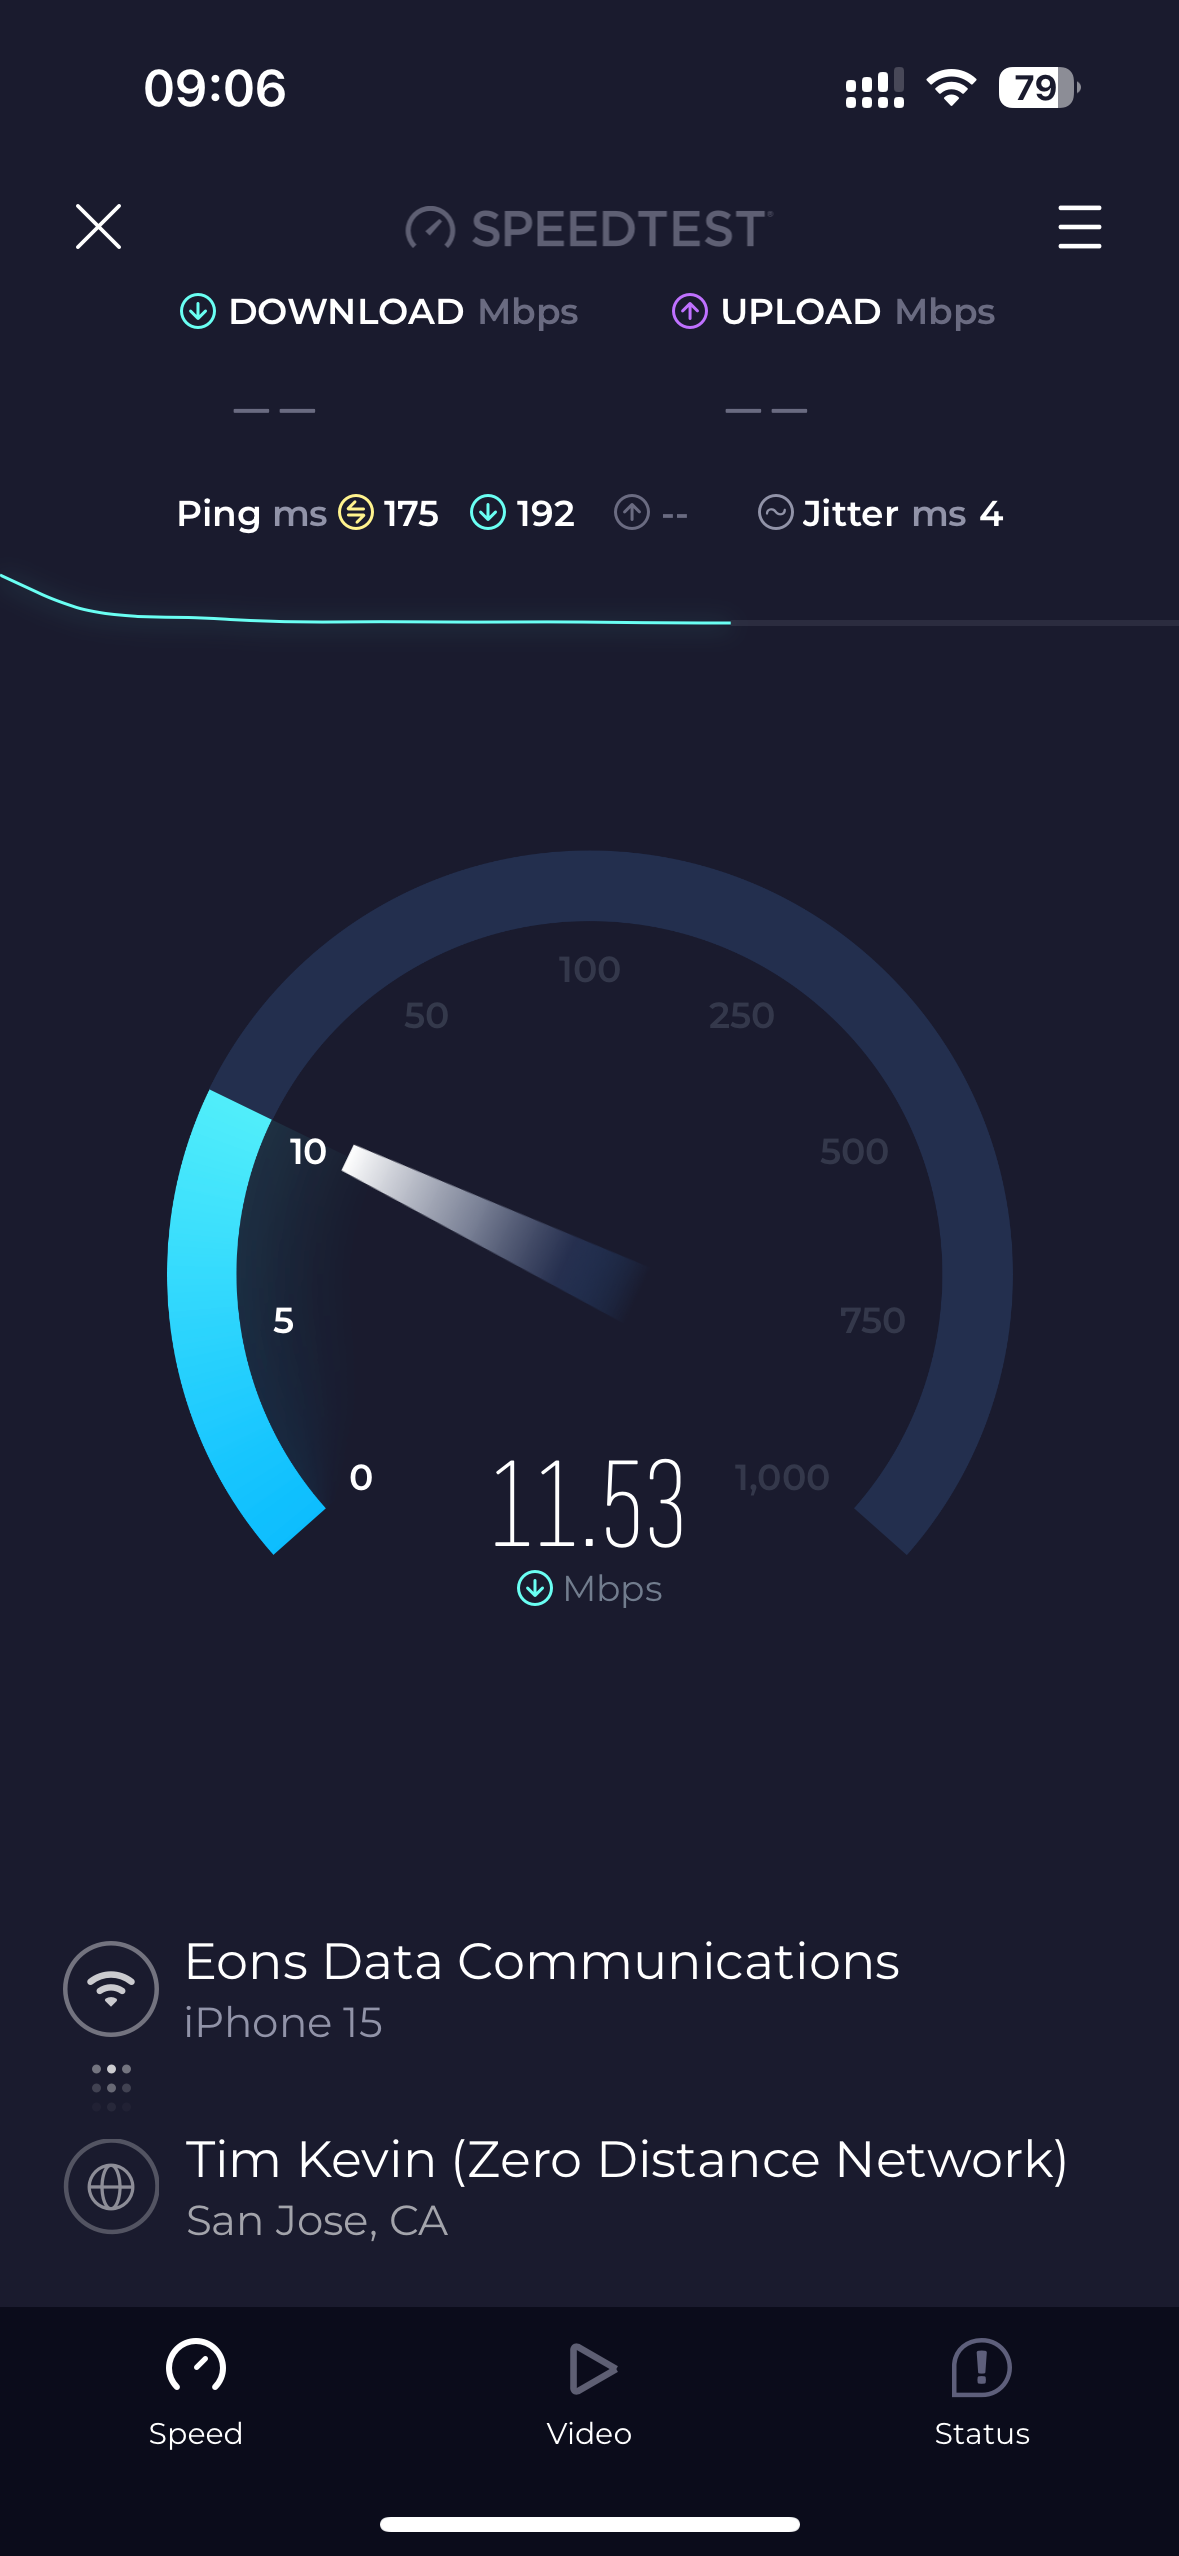 09:06
79
SPEEDTEST
DOWNLOAD Mbps
UPLOAD Mbps
— —
— —
Ping ms 175 192 -- Jitter ms 4
100
50
250
10
500
5
750
0
11.53
1,000
Mbps
Eons Data Communications
iPhone 15
Tim Kevin (Zero Distance Network)
San Jose, CA
Speed
Video
Status